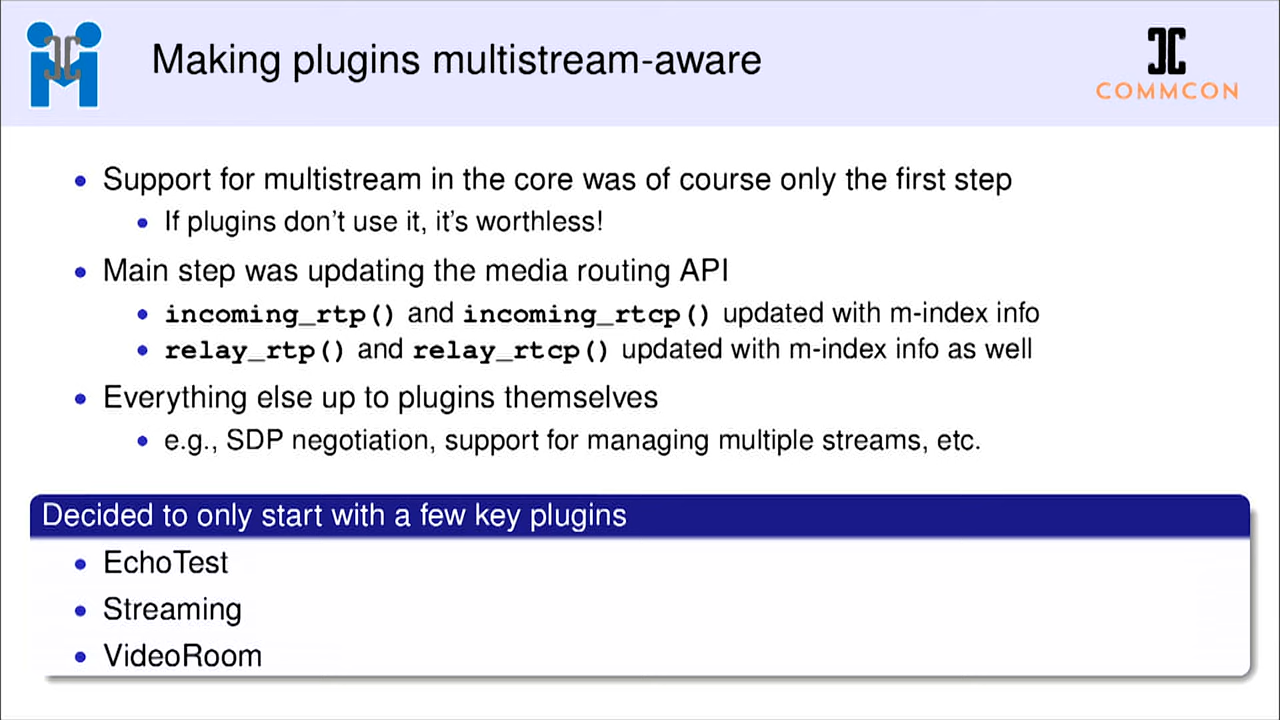 Making plugins multistream-aware
COMMCON
• Support for multistream in the core was of course only the first step
• If plugins don't use it, it's worthless!
• Main step was updating the media routing API
• incoming_rtp() and incoming_rtcp() updated with m-index info
• relay_rtp() and relay_rtcp() updated with m-index info as well
• Everything else up to plugins themselves
• e.g., SDP negotiation, support for managing multiple streams, etc.
Decided to only start with a few key plugins
• EchoTest
• Streaming
• VideoRoom